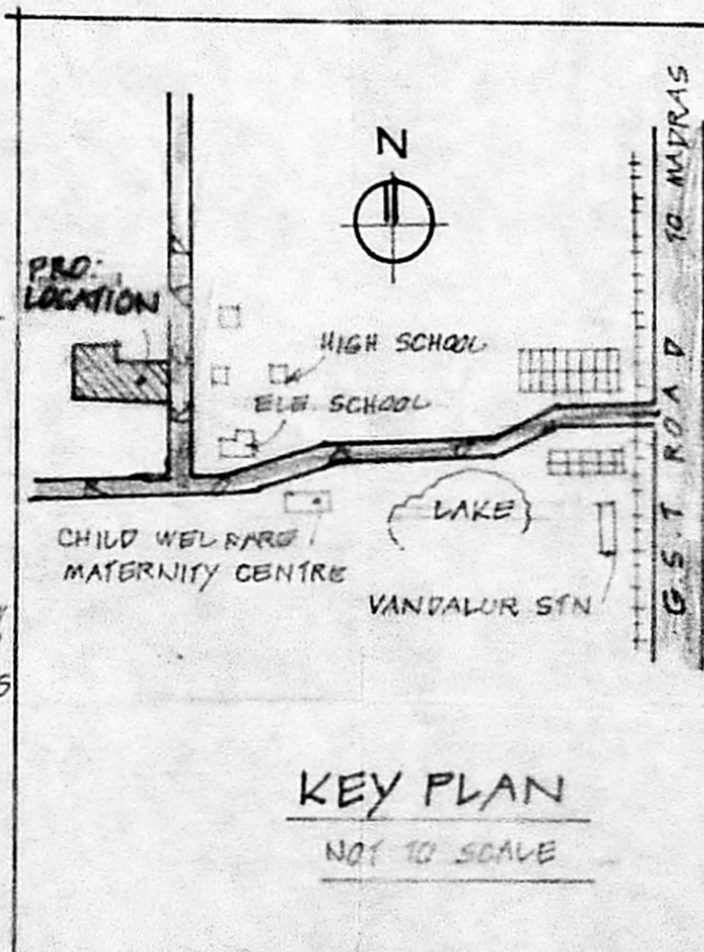 N
TO MADRAS
PRO.
LOCATION
HIGH SCHOOL
ELE. SCHOOL
GST ROAD
LAKE
CHILD WELFARE
MATERNITY CENTRE
VANDALUR STN
KEY PLAN
NOT TO SCALE